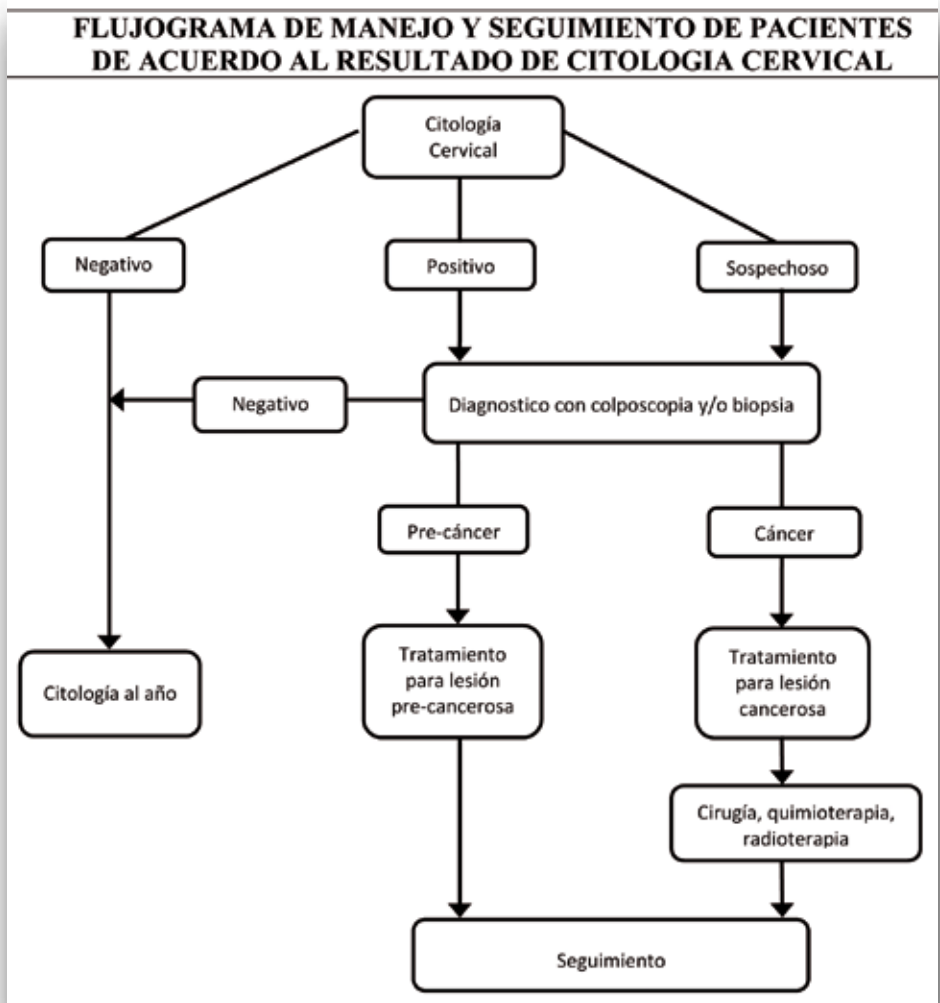 FLUJOGRAMA DE MANEJO Y SEGUIMIENTO DE PACIENTES
DE ACUERDO AL RESULTADO DE CITOLOGIA CERVICAL
Citología
Cervical
Negativo
Positivo
Sospechoso
Negativo
Diagnostico con colposcopia y/o biopsia
Pre-cáncer
Cáncer
Citología al año
Tratamiento
para lesión
pre-cancerosa
Tratamiento
para lesión
cancerosa
Cirugía, quimioterapia,
radioterapia
Seguimiento